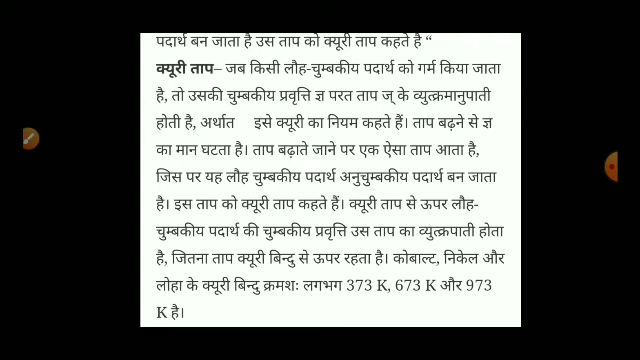 पदार्थ बन जाता है उस ताप को क्यूरी ताप कहते है “
क्यूरी ताप– जब किसी लौह-चुम्बकीय पदार्थ को गर्म किया जाता
है, तो उसकी चुम्बकीय प्रवृत्ति ज्ञ परत ताप ज् के व्युत्क्रमानुपाती
होती है, अर्थात इसे क्यूरी का नियम कहते हैं। ताप बढ़ने से ज्ञ
का मान घटता है। ताप बढ़ाते जाने पर एक ऐसा ताप आता है,
जिस पर यह लौह चुम्बकीय पदार्थ अनुचुम्बकीय पदार्थ बन जाता
है। इस ताप को क्यूरी ताप कहते हैं। क्यूरी ताप से ऊपर लौह-
चुम्बकीय पदार्थ की चुम्बकीय प्रवृत्ति उस ताप का व्युत्क्रपाती होता
है, जितना ताप क्यूरी बिन्दु से ऊपर रहता है। कोबाल्ट, निकेल और
लोहा के क्यूरी बिन्दु क्रमशः लगभग 373 K, 673 K और 973
K है।